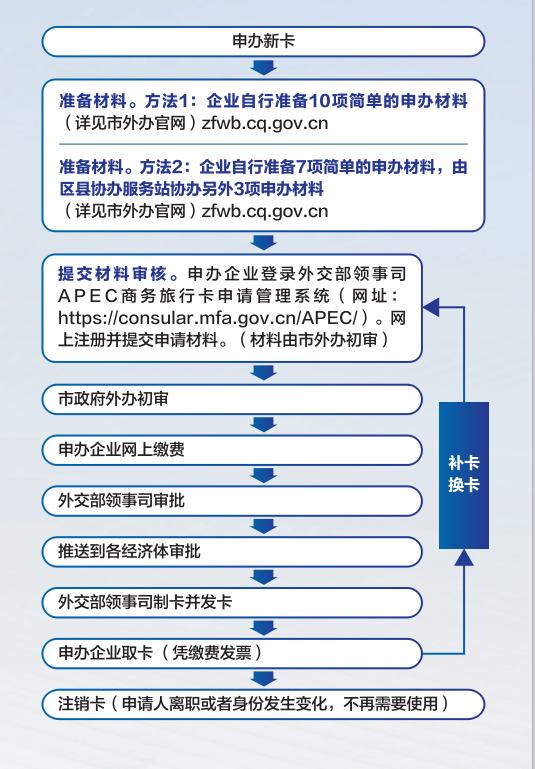 申办新卡
准备材料。方法1：企业自行准备10项简单的申办材料
（详见市外办官网）zfwb.cq.gov.cn
准备材料。方法2：企业自行准备7项简单的申办材料，由
区县协办服务站协办另外3项申办材料
（详见市外办官网）zfwb.cq.gov.cn
提交材料审核。申办企业登录外交部领事司
APEC商务旅行卡申请管理系统（网址：
https://consular.mfa.gov.cn/APEC/）。网
上注册并提交申请材料。（材料由市外办初审）
市政府外办初审
申办企业网上缴费
外交部领事司审批
推送到各经济体审批
外交部领事司制卡并发卡
申办企业取卡（凭缴费发票）
补卡
换卡
注销卡（申请人离职或者身份发生变化，不再需要使用）